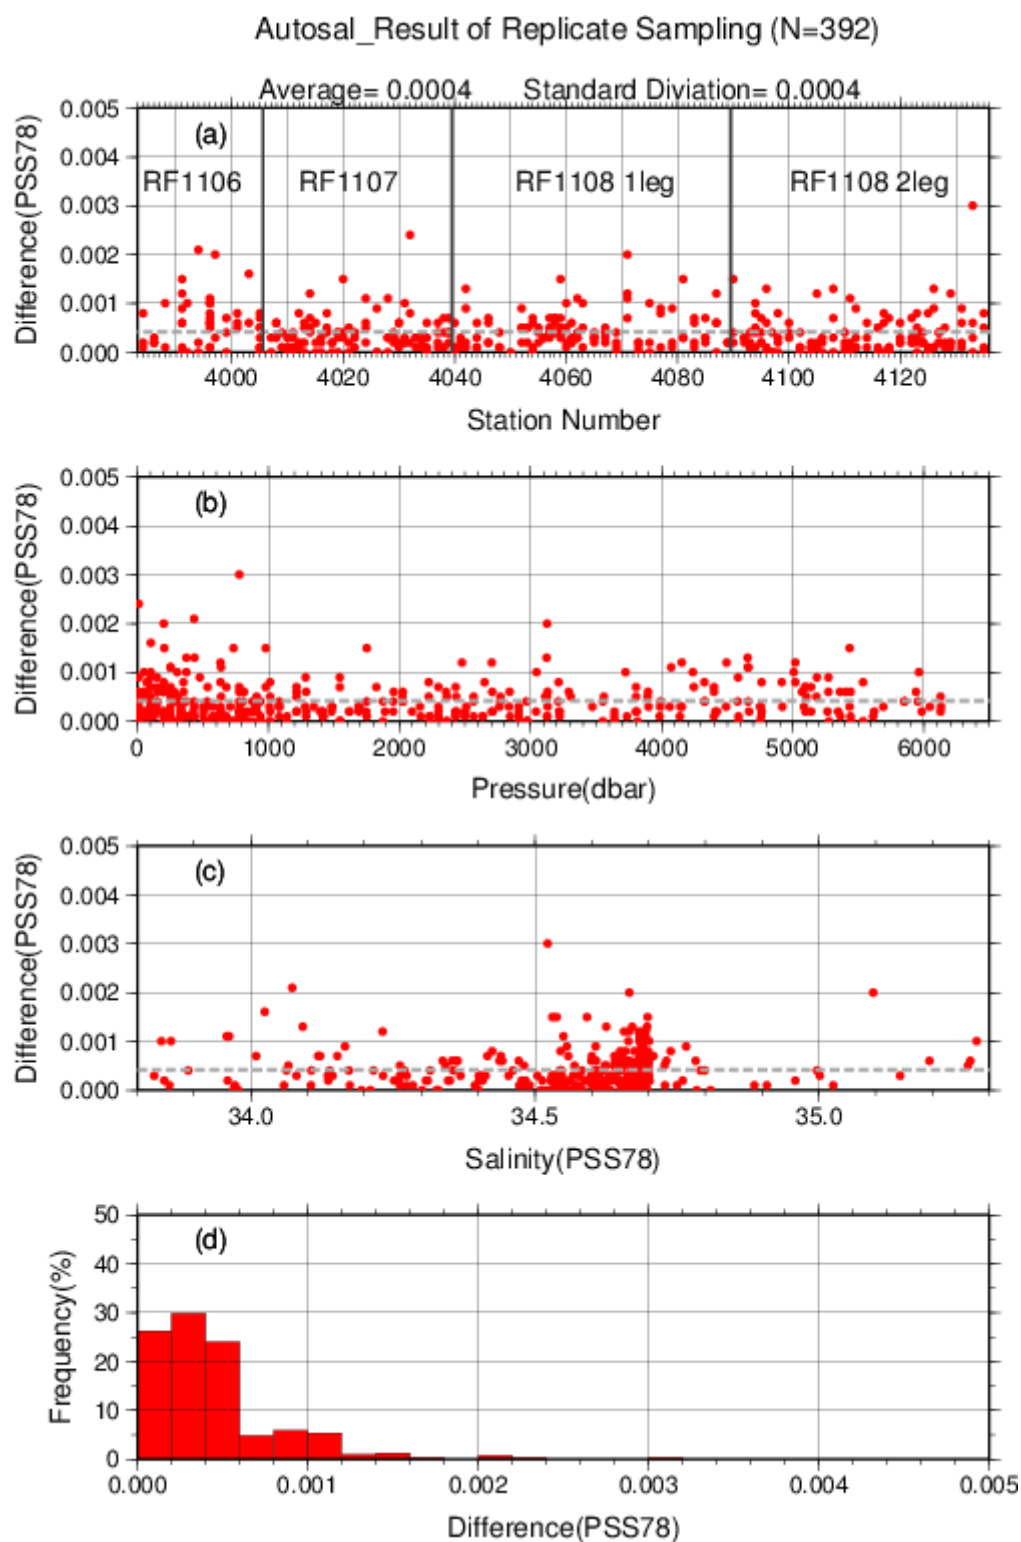 Autosal_Result of Replicate Sampling (N=392)
Average= 0.0004 Standard Diviation= 0.0004
Difference(PSS78)
0.005
0.004
0.003
0.002
0.001
0.000
(a)
RF1106 RF1107 RF1108 1leg RF1108 2leg
4000 4020 4040 4060 4080 4100 4120
Station Number
Difference(PSS78)
0.005
0.004
0.003
0.002
0.001
0.000
(b)
0 1000 2000 3000 4000 5000 6000
Pressure(dbar)
Difference(PSS78)
0.005
0.004
0.003
0.002
0.001
0.000
(c)
34.0 34.5 35.0
Salinity(PSS78)
Frequency(%)
50
40
30
20
10
0
(d)
0.000 0.001 0.002 0.003 0.004 0.005
Difference(PSS78)